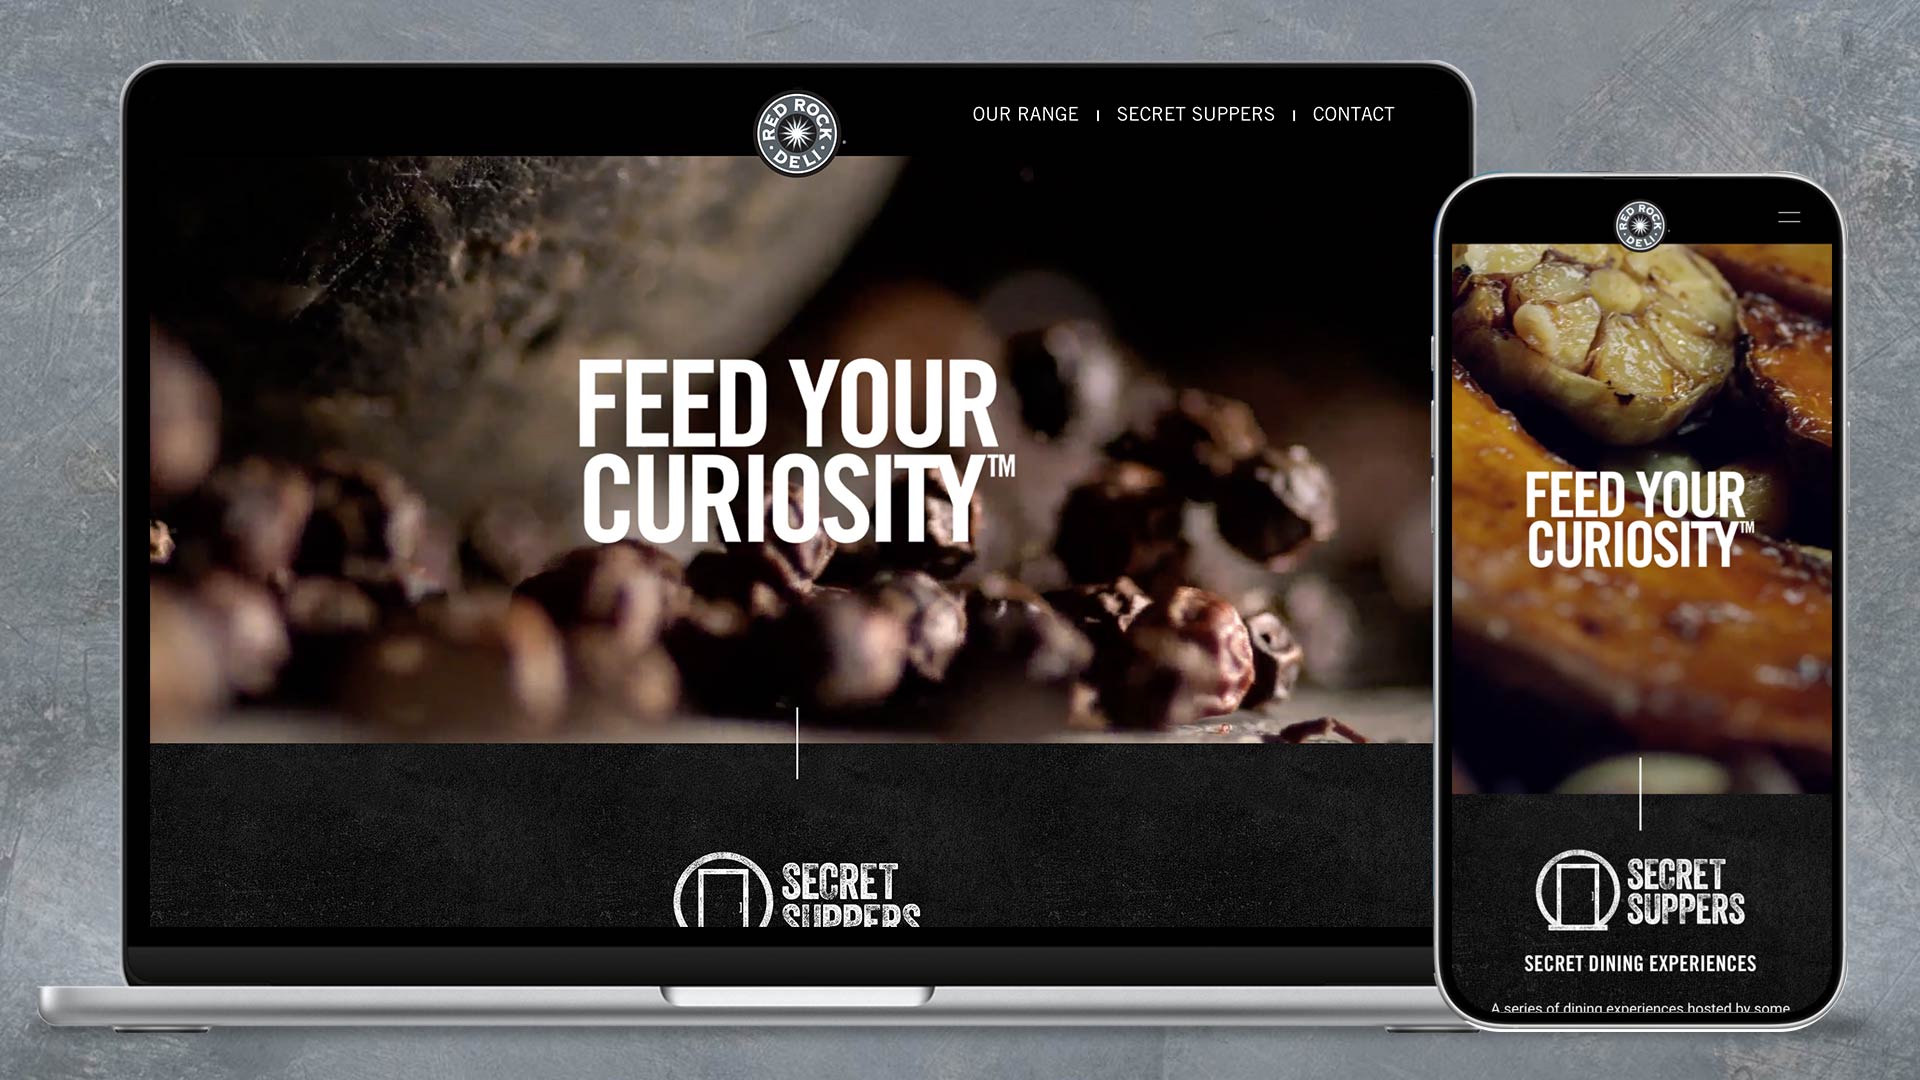 RED ROCK
DELI
OUR RANGE
SECRET SUPPERS
CONTACT
FEED YOUR
CURIOSITY™
SECRET
SUPPERS
RED ROCK
DELI
FEED YOUR
CURIOSITY™
SECRET
SUPPERS
SECRET DINING EXPERIENCES
A series of dining experiences hosted by some